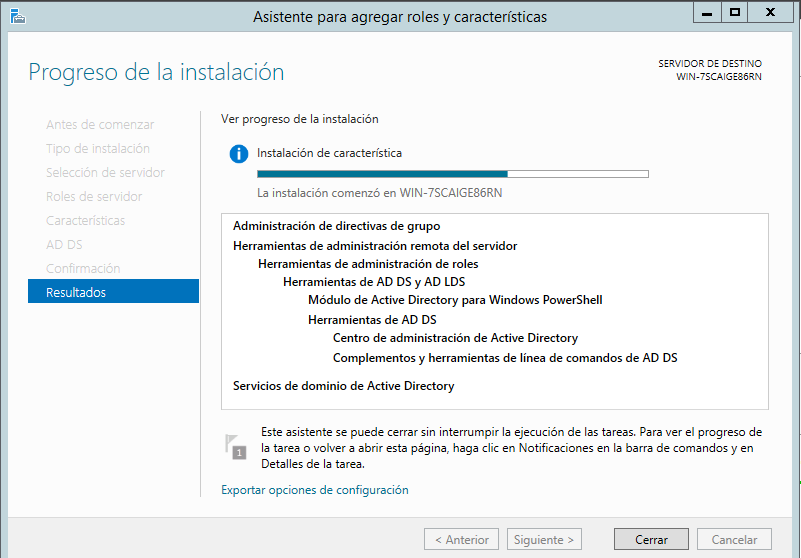 Asistente para agregar roles y características
Progreso de la instalación
SERVIDOR DE DESTINO
WIN-7SCAIGE86RN
Antes de comenzar
Tipo de instalación
Selección de servidor
Roles de servidor
Características
AD DS
Confirmación
Resultados
Ver progreso de la instalación
Instalación de característica
La instalación comenzó en WIN-7SCAIGE86RN
Administración de directivas de grupo
Herramientas de administración remota del servidor
Herramientas de administración de roles
Herramientas de AD DS y AD LDS
Módulo de Active Directory para Windows PowerShell
Herramientas de AD DS
Centro de administración de Active Directory
Complementos y herramientas de línea de comandos de AD DS
Servicios de dominio de Active Directory
1
Este asistente se puede cerrar sin interrumpir la ejecución de las tareas. Para ver el progreso de
la tarea o volver a abrir esta página, haga clic en Notificaciones en la barra de comandos y en
Detalles de la tarea.
Exportar opciones de configuración
< Anterior
Siguiente >
Cerrar
Cancelar